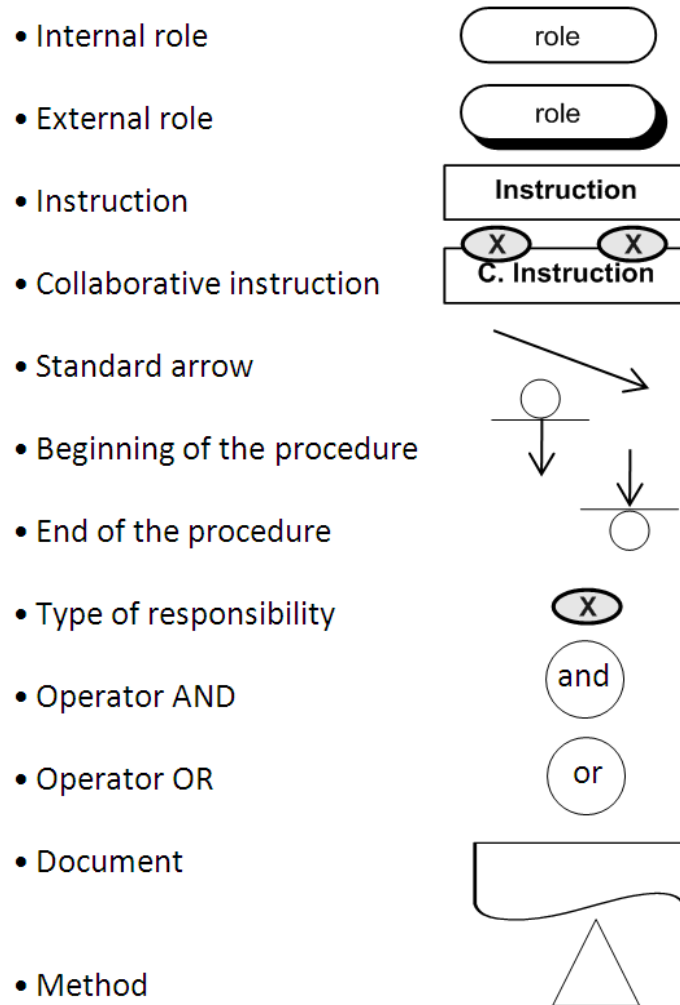 • Internal role
role
• External role
role
• Instruction
Instruction
X X
• Collaborative instruction
C. Instruction
• Standard arrow
• Beginning of the procedure
• End of the procedure
• Type of responsibility
X
• Operator AND
and
• Operator OR
or
• Document
• Method